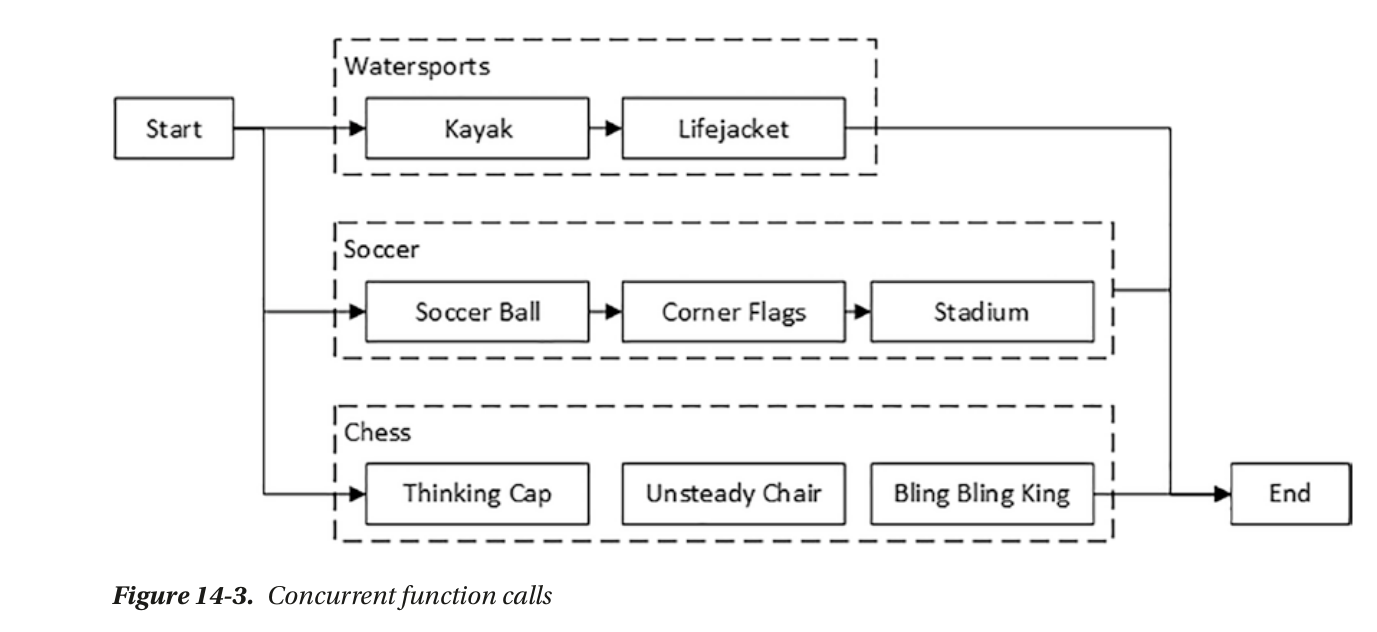 Watersports
Start
Kayak
Lifejacket
Soccer
Soccer Ball
Corner Flags
Stadium
Chess
Thinking Cap
Unsteady Chair
Bling Bling King
End
Figure 14-3. Concurrent function calls